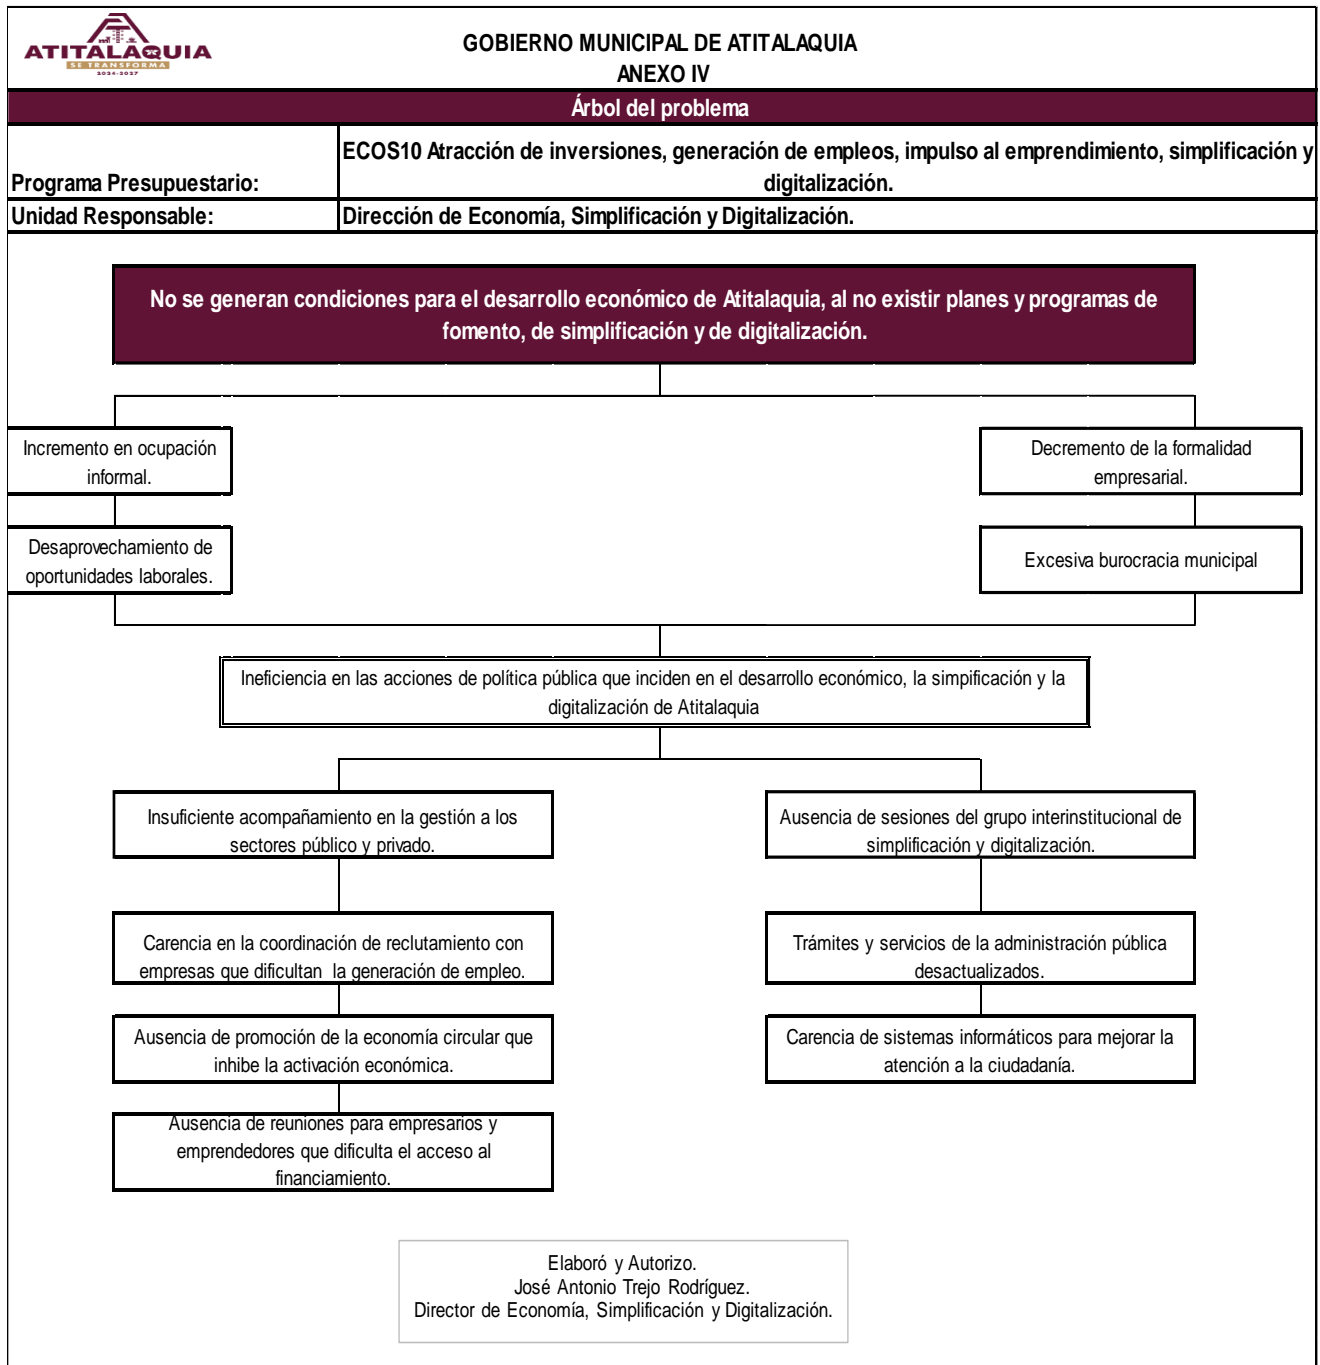 ATITALAQUIA
SE TRANSFORMA
2024-2027
GOBIERNO MUNICIPAL DE ATITALAQUIA
ANEXO IV
Árbol del problema
Programa Presupuestario:
ECOS10 Atracción de inversiones, generación de empleos, impulso al emprendimiento, simplificación y
digitalización.
Unidad Responsable:
Dirección de Economía, Simplificación y Digitalización.
No se generan condiciones para el desarrollo económico de Atitalaquia, al no existir planes y programas de
fomento, de simplificación y de digitalización.
Incremento en ocupación
informal.
Decremento de la formalidad
empresarial.
Desaprovechamiento de
oportunidades laborales.
Excesiva burocracia municipal
Ineficiencia en las acciones de política pública que inciden en el desarrollo económico, la simpificación y la
digitalización de Atitalaquia
Insuficiente acompañamiento en la gestión a los
sectores público y privado.
Ausencia de sesiones del grupo interinstitucional de
simplificación y digitalización.
Carencia en la coordinación de reclutamiento con
empresas que dificultan la generación de empleo.
Trámites y servicios de la administración pública
desactualizados.
Ausencia de promoción de la economía circular que
inhibe la activación económica.
Carencia de sistemas informáticos para mejorar la
atención a la ciudadanía.
Ausencia de reuniones para empresarios y
emprendedores que dificulta el acceso al
financiamiento.
Elaboró y Autorizo.
José Antonio Trejo Rodríguez.
Director de Economía, Simplificación y Digitalización.